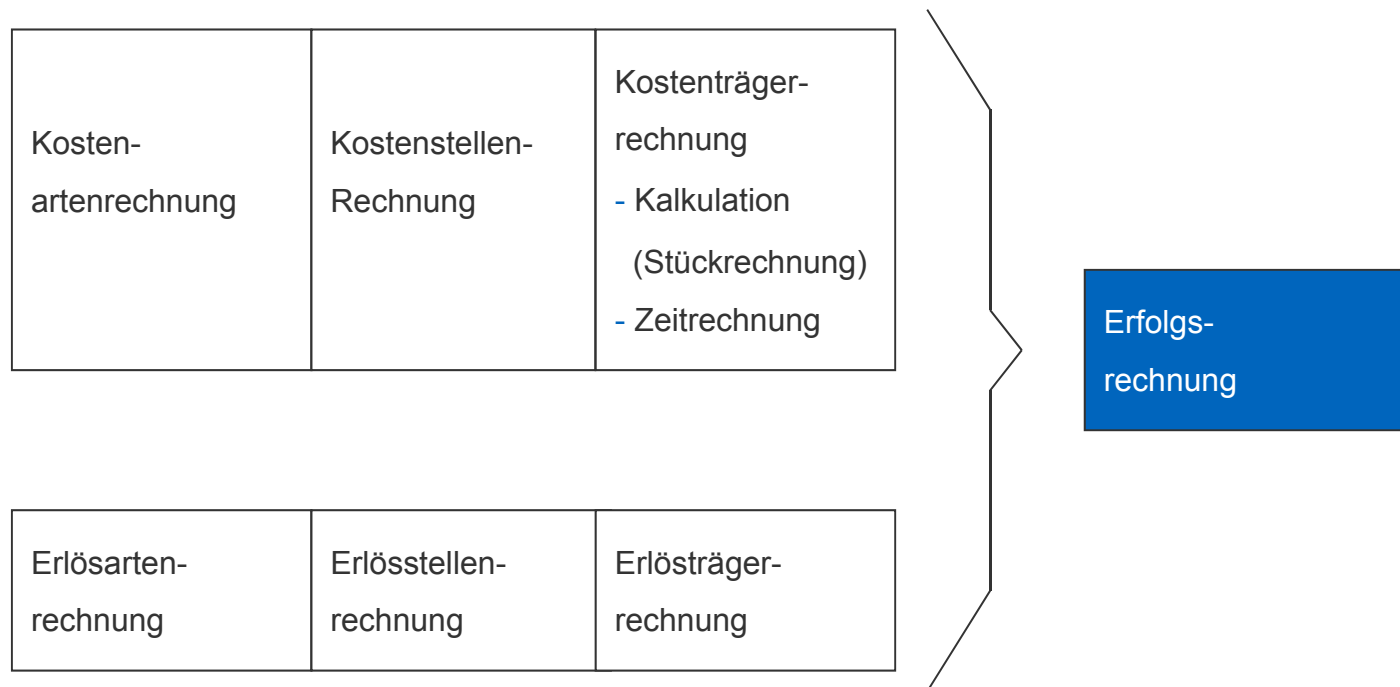 Kosten-
artenrechnung
Kostenstellen-
Rechnung
Kostenträger-
rechnung
- Kalkulation
(Stückrechnung)
- Zeitrechnung
Erfolgs-
rechnung
Erlösarten-
rechnung
Erlösstellen-
rechnung
Erlösträger-
rechnung